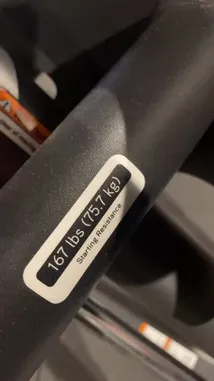 167 lbs (75.7 kg)
Starting Resistance